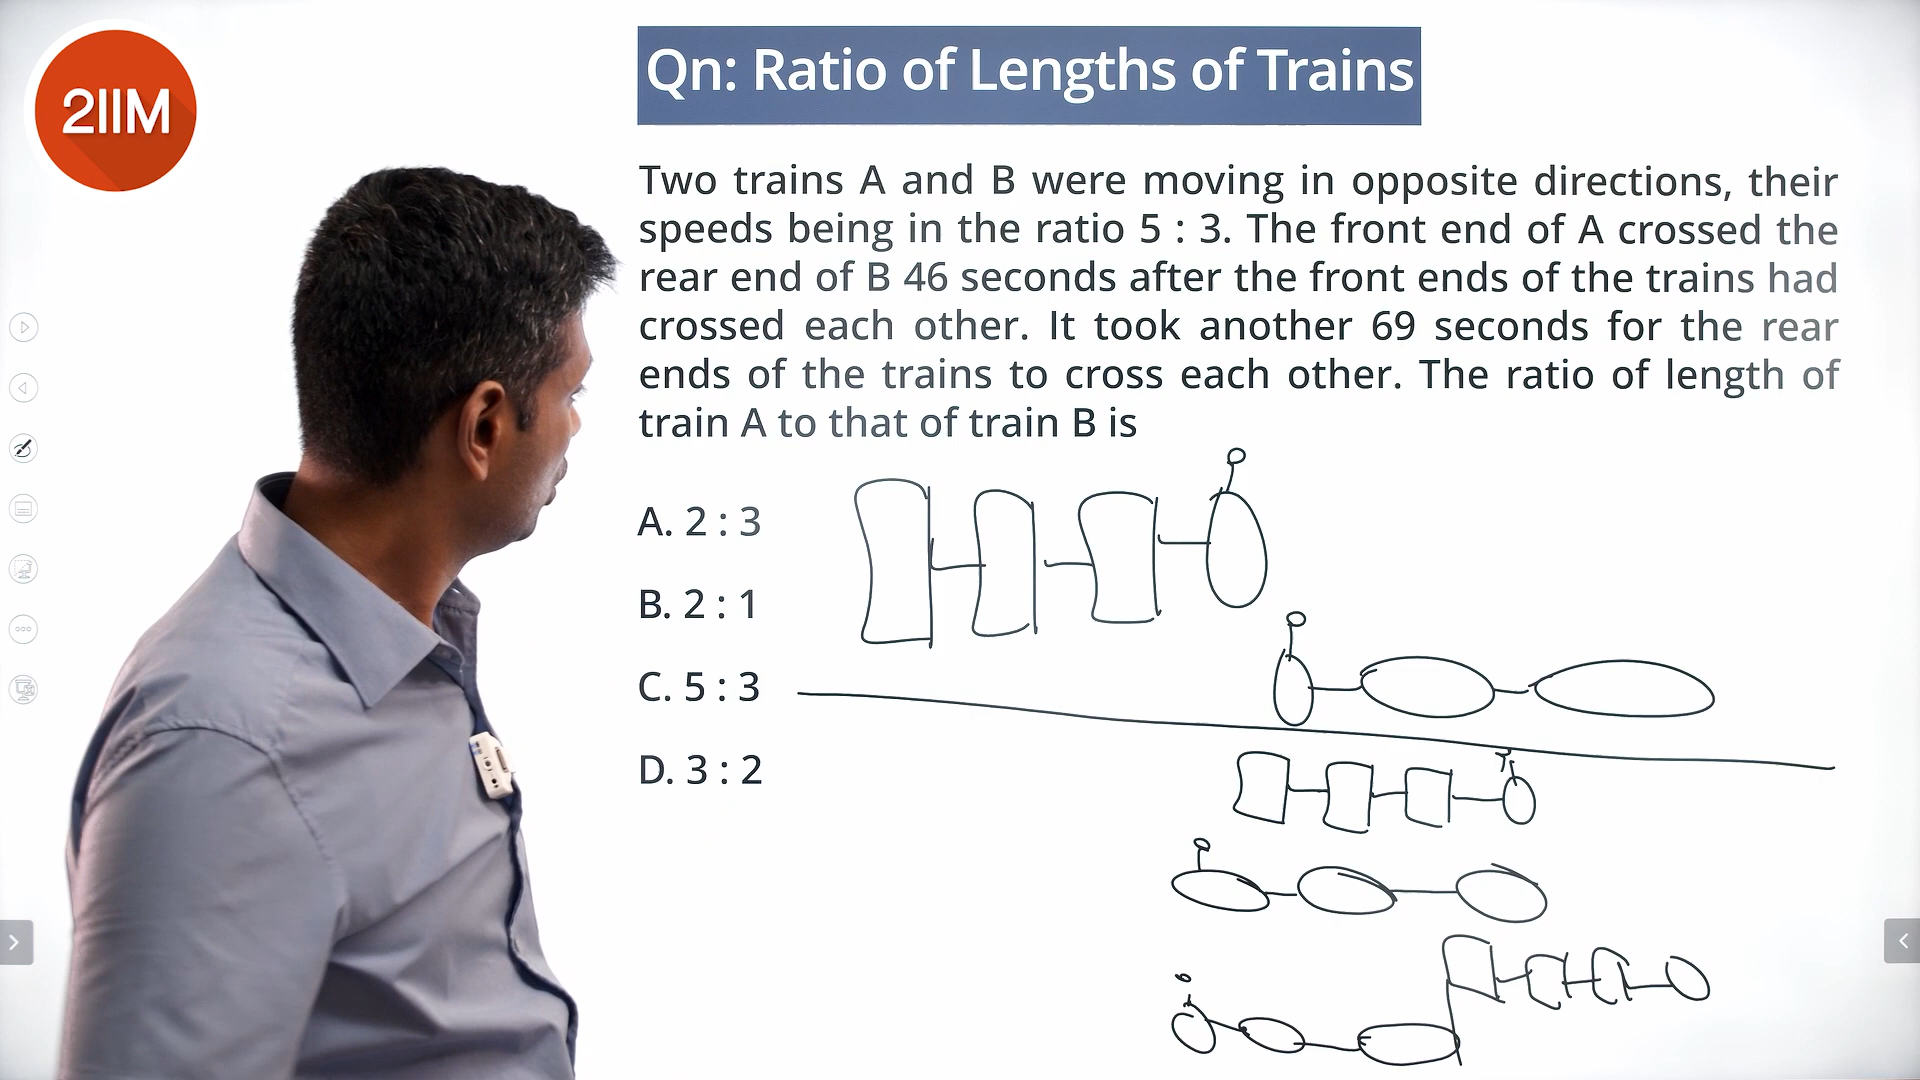 2IIM
Qn: Ratio of Lengths of Trains
Two trains A and B were moving in opposite directions, their
speeds being in the ratio 5 : 3. The front end of A crossed the
rear end of B 46 seconds after the front ends of the trains had
crossed each other. It took another 69 seconds for the rear
ends of the trains to cross each other. The ratio of length of
train A to that of train B is
A. 2 : 3
B. 2 : 1
C. 5 : 3
D. 3 : 2